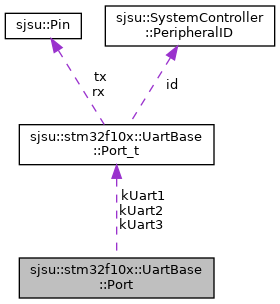 sjsu::Pin
sjsu::SystemController
::PeripheralID
tx
rx
id
sjsu::stm32f10x::UartBase
::Port_t
kUart1
kUart2
kUart3
sjsu::stm32f10x::UartBase
::Port